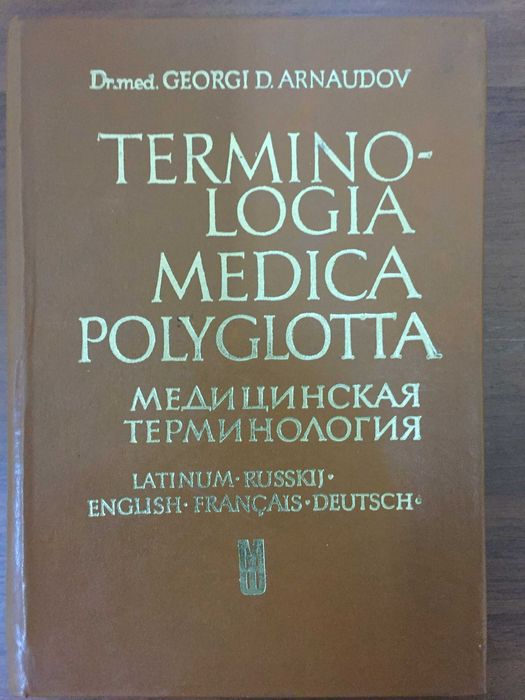 Dr. med. GEORGI D. ARNAUDOV
TERMINO-
LOGIA
MEDICA
POLYGLOTTA
МЕДИЦИНСКАЯ
ТЕРМИНОЛОГИЯ
LATINUM · RUSSKIJ ·
ENGLISH · FRANÇAIS · DEUTSCH ·